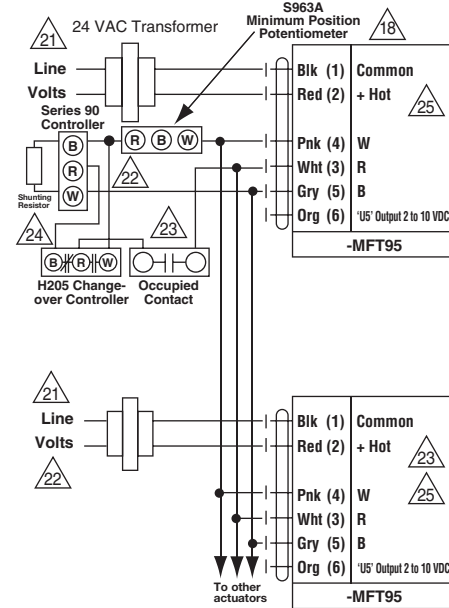 S963A
Minimum Position
Potentiometer
21
24 VAC Transformer
18
Line
Volts
Blk (1) Common
Red (2) + Hot
25
Series 90
Controller
B
R
W
R B W
22
Shunting
Resistor
Pnk (4) W
Wht (3) R
Gry (5) B
Org (6) 'U5' Output 2 to 10 VDC
24
23
-MFT95
B R W
H205 Change-
over Controller
Occupied
Contact
21
Line
Volts
22
Blk (1) Common
Red (2) + Hot
23
25
Pnk (4) W
Wht (3) R
Gry (5) B
Org (6) 'U5' Output 2 to 10 VDC
To other
actuators
-MFT95